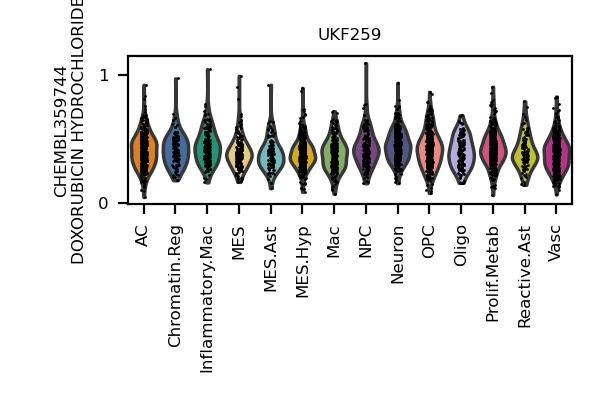 UKF259
CHEMBL359744
DOXORUBICIN HYDROCHLORIDE
1
0
AC
Chromatin.Reg
Inflammatory.Mac
MES
MES.Ast
MES.Hyp
Mac
NPC
Neuron
OPC
Oligo
Prolif.Metab
Reactive.Ast
Vasc